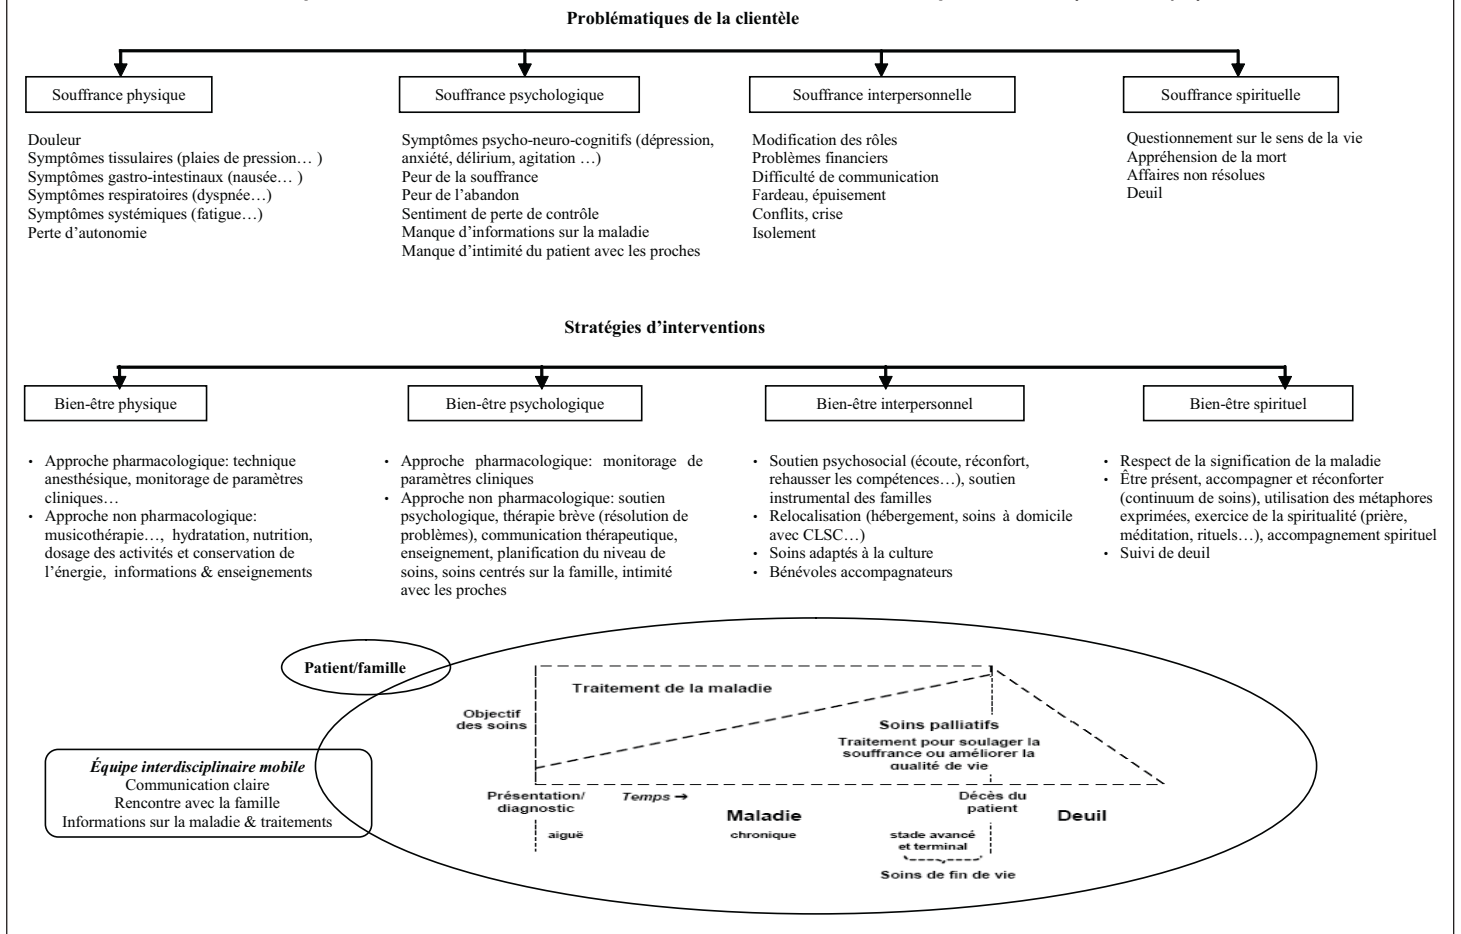 Problématiques de la clientèle
Souffrance physique
Douleur
Symptômes tissulaires (plaies de pression… )
Symptômes gastro-intestinaux (nausée… )
Symptômes respiratoires (dyspnée…)
Symptômes systémiques (fatigue…)
Perte d’autonomie
Souffrance psychologique
Symptômes psycho-neuro-cognitifs (dépression,
anxiété, délirium, agitation …)
Peur de la souffrance
Peur de l’abandon
Sentiment de perte de contrôle
Manque d’informations sur la maladie
Manque d’intimité du patient avec les proches
Souffrance interpersonnelle
Modification des rôles
Problèmes financiers
Difficulté de communication
Fardeau, épuisement
Conflits, crise
Isolement
Souffrance spirituelle
Questionnement sur le sens de la vie
Appréhension de la mort
Affaires non résolues
Deuil
Stratégies d’interventions
Bien-être physique
• Approche pharmacologique: technique
anesthésique, monitorage de paramètres
cliniques…
• Approche non pharmacologique:
musicothérapie…, hydratation, nutrition,
dosage des activités et conservation de
l’énergie, informations & enseignements
Bien-être psychologique
• Approche pharmacologique: monitorage de
paramètres cliniques
• Approche non pharmacologique: soutien
psychologique, thérapie brève (résolution de
problèmes), communication thérapeutique,
enseignement, planification du niveau de
soins, soins centrés sur la famille, intimité
avec les proches
Bien-être interpersonnel
• Soutien psychosocial (écoute, réconfort,
rehausser les compétences…), soutien
instrumental des familles
• Relocalisation (hébergement, soins à domicile
avec CLSC…)
• Soins adaptés à la culture
• Bénévoles accompagnateurs
Bien-être spirituel
• Respect de la signification de la maladie
• Être présent, accompagner et réconforter
(continuum de soins), utilisation des métaphores
exprimées, exercice de la spiritualité (prière,
méditation, rituels…), accompagnement spirituel
• Suivi de deuil
Patient/famille
Équipe interdisciplinaire mobile
Communication claire
Rencontre avec la famille
Informations sur la maladie & traitements
Traitement de la maladie
Objectif
des soins
Soins palliatifs
Traitement pour soulager la
souffrance ou améliorer la
qualité de vie
Présentation/
diagnostic
Temps →
Décès du
patient
Maladie
Deuil
aiguë
chronique
stade avancé
et terminal
Soins de fin de vie